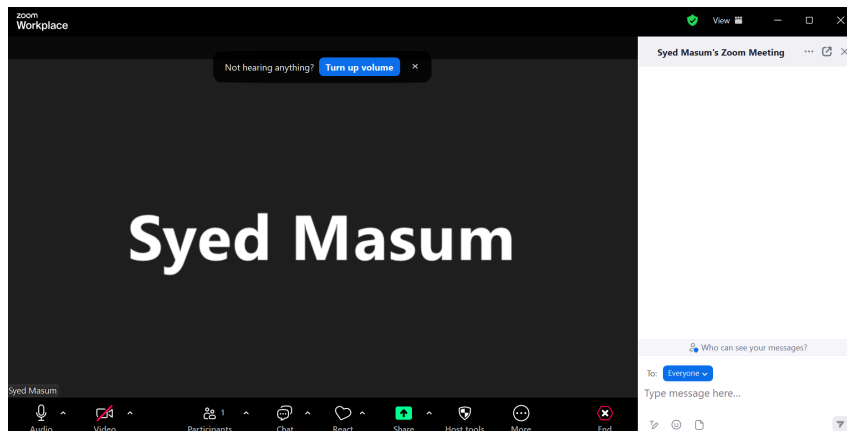 zoom
Workplace
View
Not hearing anything? Turn up volume
Syed Masum
Syed Masum
Audio
Video
Participants
1
Chat
React
Share
Host tools
More
End
Syed Masum's Zoom Meeting
Who can see your messages?
To: Everyone
Type message here...